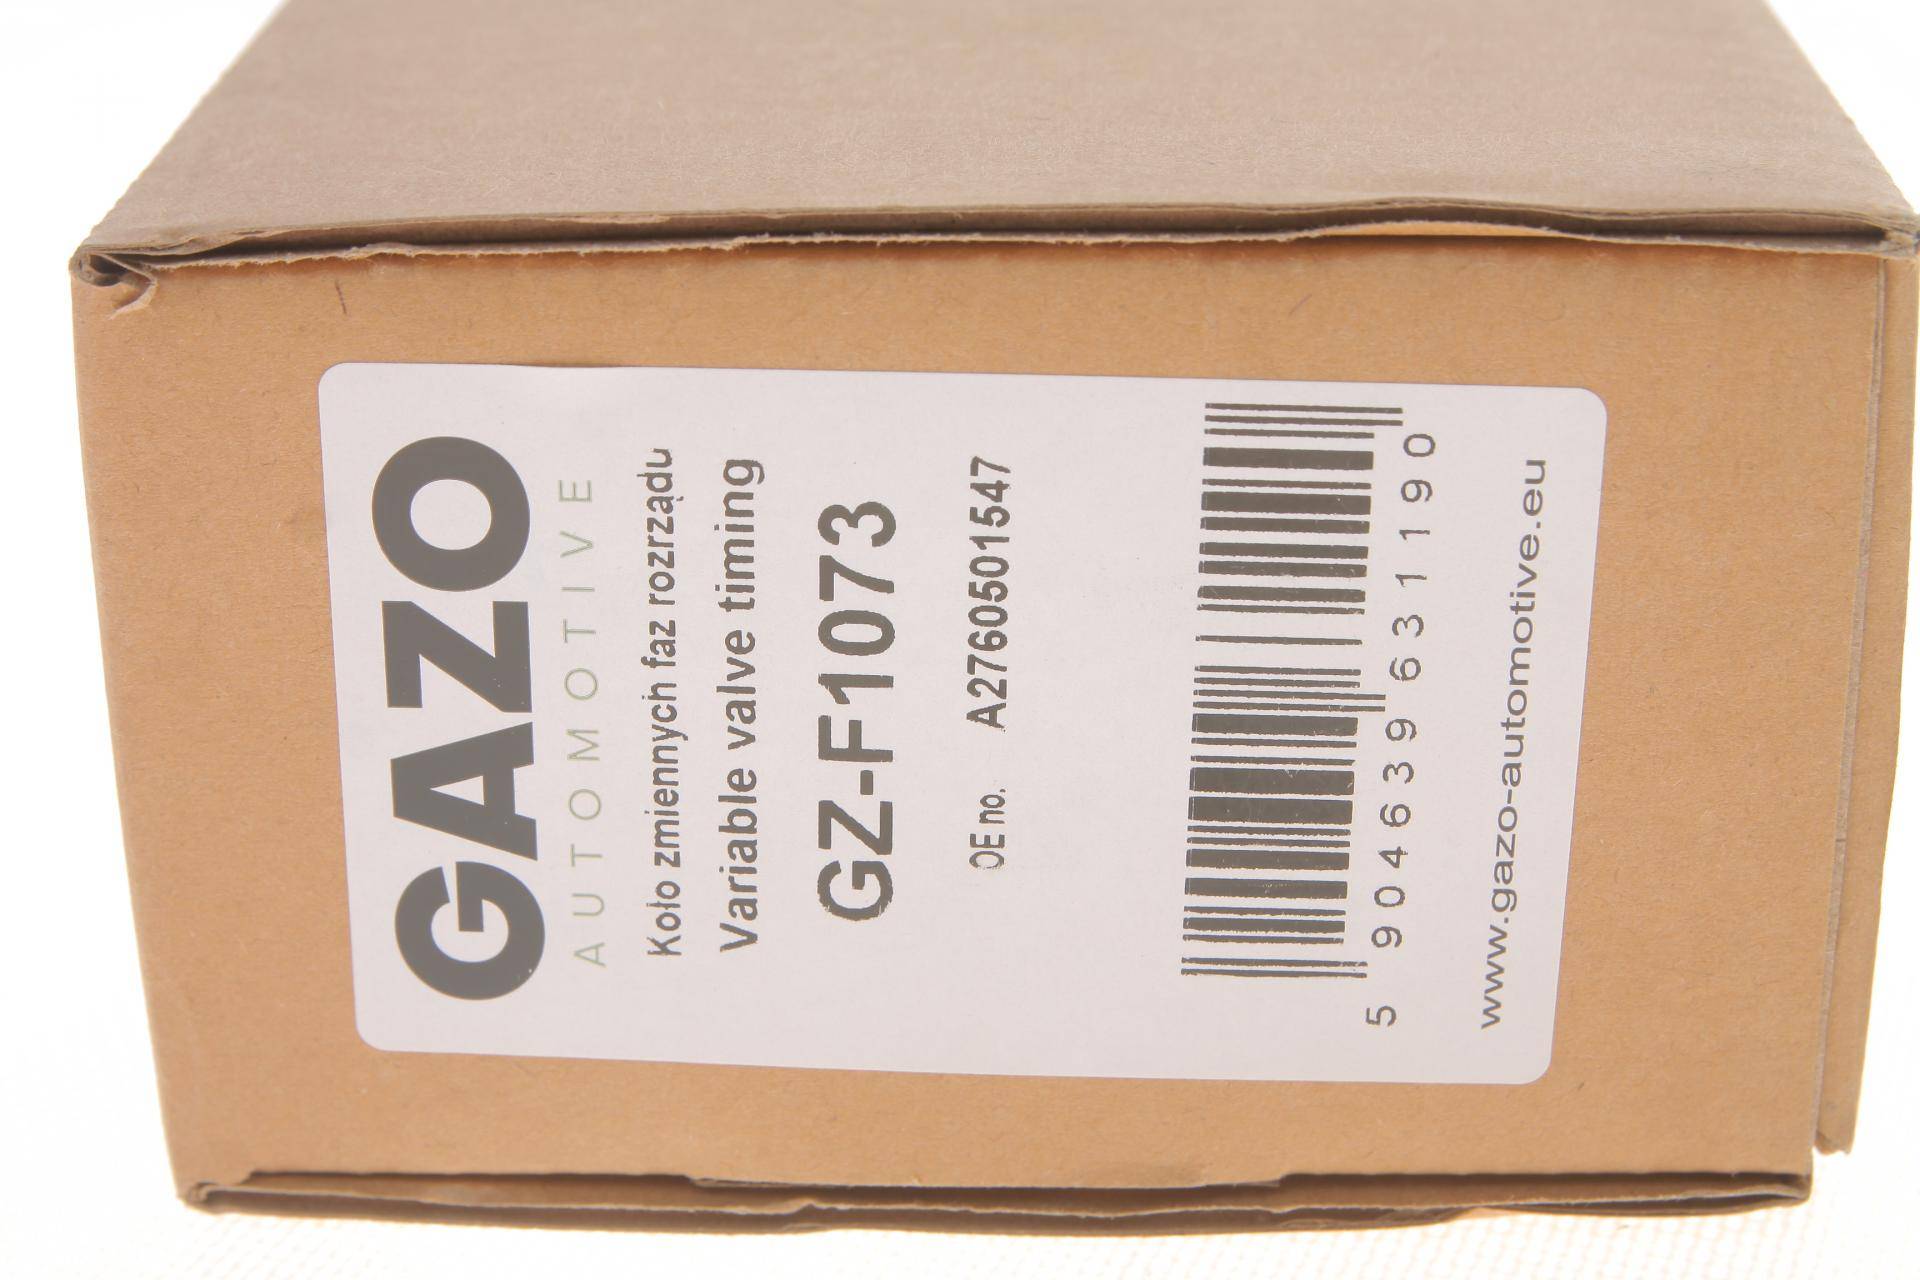 GAZO
AUTOMOTIVE
Koło zmiennych faz rozrządu
Variable valve timing
GZ-F1073
OE no. A2760501547
5 904639 631190
www.gazo-automotive.eu